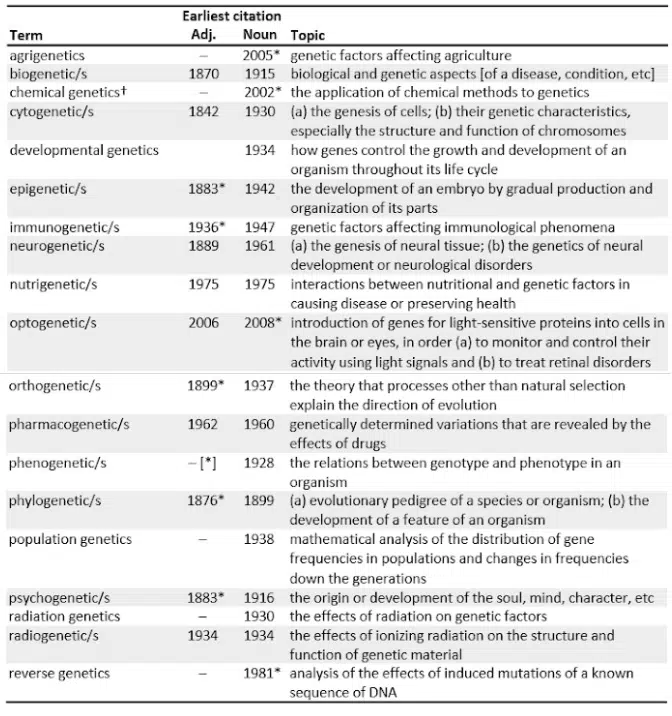 Earliest citation
Term Adj. Noun Topic
agrigenetics – 2005* genetic factors affecting agriculture
biogenetic/s 1870 1915 biological and genetic aspects [of a disease, condition, etc]
chemical genetics† – 2002* the application of chemical methods to genetics
cytogenetic/s 1842 1930 (a) the genesis of cells; (b) their genetic characteristics,
especially the structure and function of chromosomes
developmental genetics 1934 how genes control the growth and development of an
organism throughout its life cycle
epigenetic/s 1883* 1942 the development of an embryo by gradual production and
organization of its parts
immunogenetic/s 1936* 1947 genetic factors affecting immunological phenomena
neurogenetic/s 1889 1961 (a) the genesis of neural tissue; (b) the genetics of neural
development or neurological disorders
nutrigenetic/s 1975 1975 interactions between nutritional and genetic factors in
causing disease or preserving health
optogenetic/s 2006 2008* introduction of genes for light-sensitive proteins into cells in
the brain or eyes, in order (a) to monitor and control their
activity using light signals and (b) to treat retinal disorders
orthogenetic/s 1899* 1937 the theory that processes other than natural selection
explain the direction of evolution
pharmacogenetic/s 1962 1960 genetically determined variations that are revealed by the
effects of drugs
phenogenetic/s – [*] 1928 the relations between genotype and phenotype in an
organism
phylogenetic/s 1876* 1899 (a) evolutionary pedigree of a species or organism; (b) the
development of a feature of an organism
population genetics – 1938 mathematical analysis of the distribution of gene
frequencies in populations and changes in frequencies
down the generations
psychogenetic/s 1883* 1916 the origin or development of the soul, mind, character, etc
radiation genetics – 1930 the effects of radiation on genetic factors
radiogenetic/s 1934 1934 the effects of ionizing radiation on the structure and
function of genetic material
reverse genetics – 1981* analysis of the effects of induced mutations of a known
sequence of DNA